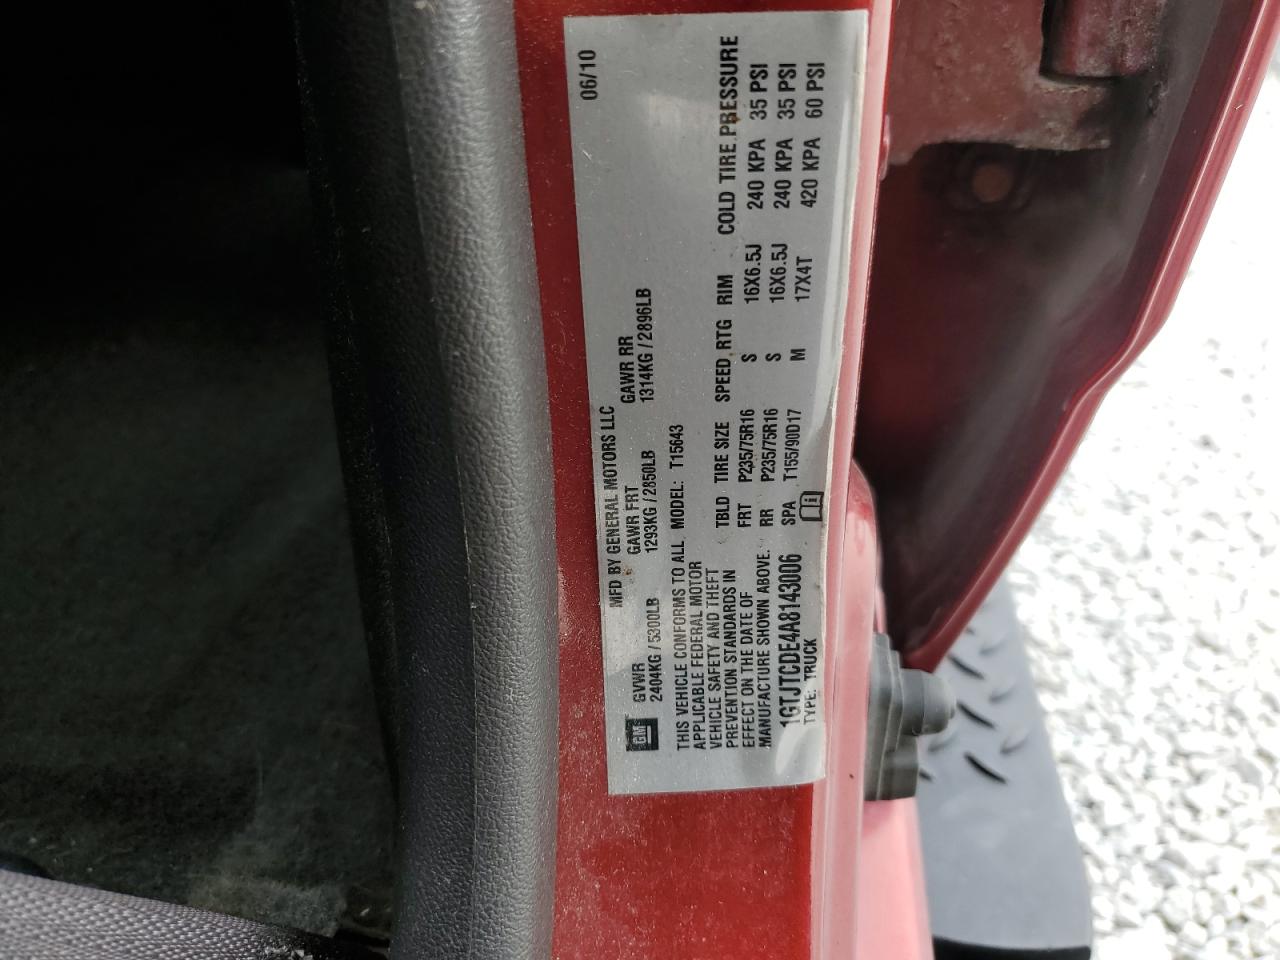 MFD BY GENERAL MOTORS LLC 06/10
GM
GVWR GAWR FRT GAWR RR
2404KG / 5300LB 1293KG / 2850LB 1314KG / 2896LB
THIS VEHICLE CONFORMS TO ALL MODEL: T15643
APPLICABLE FEDERAL MOTOR
VEHICLE SAFETY AND THEFT
PREVENTION STANDARDS IN
EFFECT ON THE DATE OF
MANUFACTURE SHOWN ABOVE.
TBLD TIRE SIZE SPEED RTG RIM COLD TIRE PRESSURE
FRT P235/75R16 S 16X6.5J 240 KPA 35 PSI
RR P235/75R16 S 16X6.5J 240 KPA 35 PSI
SPA T155/90D17 M 17X4T 420 KPA 60 PSI
1GTJTCDE4A8143006
TYPE: TRUCK